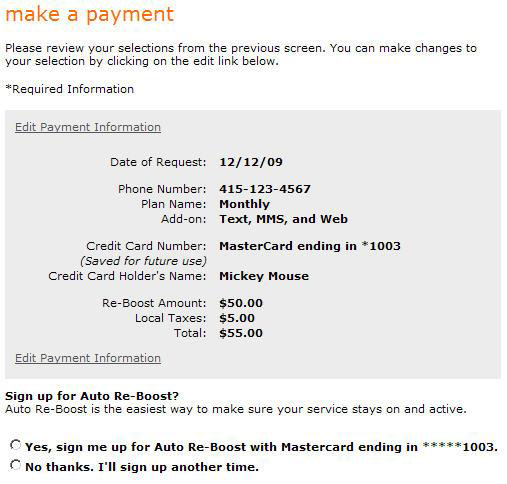 make a payment
Please review your selections from the previous screen. You can make changes to
your selection by clicking on the edit link below.
*Required Information
Edit Payment Information
Date of Request: 12/12/09
Phone Number: 415-123-4567
Plan Name: Monthly
Add-on: Text, MMS, and Web
Credit Card Number: MasterCard ending in *1003
(Saved for future use)
Credit Card Holder's Name: Mickey Mouse
Re-Boost Amount: $50.00
Local Taxes: $5.00
Total: $55.00
Edit Payment Information
Sign up for Auto Re-Boost?
Auto Re-Boost is the easiest way to make sure your service stays on and active.
Yes, sign me up for Auto Re-Boost with Mastercard ending in *****1003.
No thanks. I'll sign up another time.